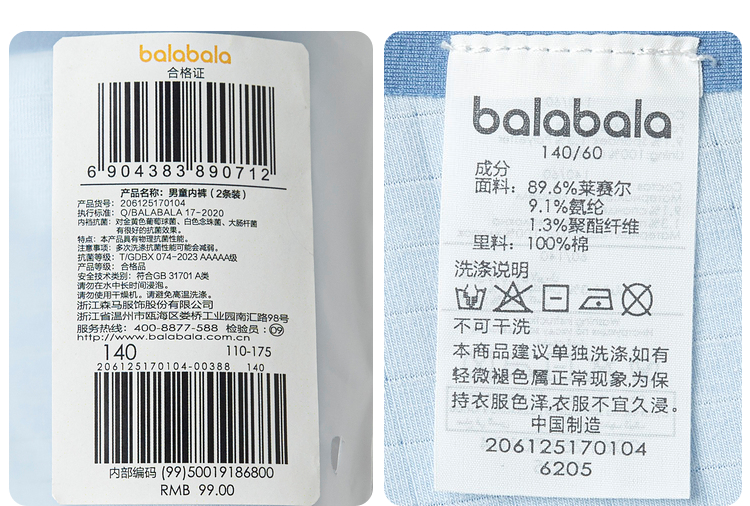 balabala
合格证
6 904383 890712
产品名称: 男童内裤 (2条装)
产品货号: 206125170104
执行标准: Q/BALABALA 17-2020
内裆抗菌: 对金黄色葡萄球菌、白色念珠菌、大肠杆菌
有很好的抗菌效果。
特点: 本产品具有物理抗菌性能。
注意事项: 多次洗涤抗菌性能可能会减弱。
抗菌等级: T/GDBX 074-2023 AAAAA级
产品等级: 合格品
安全技术类别: 符合GB 31701 A类
请勿在水中长时间浸泡。
请勿使用干燥机。请避免高温洗涤。
浙江森马服饰股份有限公司
浙江省温州市瓯海区娄桥工业园南汇路98号
服务热线: 400-8877-588 检验员: 09
http://www.balabala.com.cn
140 110-175
206125170104-00388 140
内部编码 (99)50019186800
RMB 99.00
balabala
140/60
成分
面料: 89.6%莱赛尔
9.1%氨纶
1.3%聚酯纤维
里料: 100%棉
洗涤说明
不可干洗
本商品建议单独洗涤,如有
轻微褪色属正常现象,为保
持衣服色泽,衣服不宜久浸。
中国制造
206125170104
6205